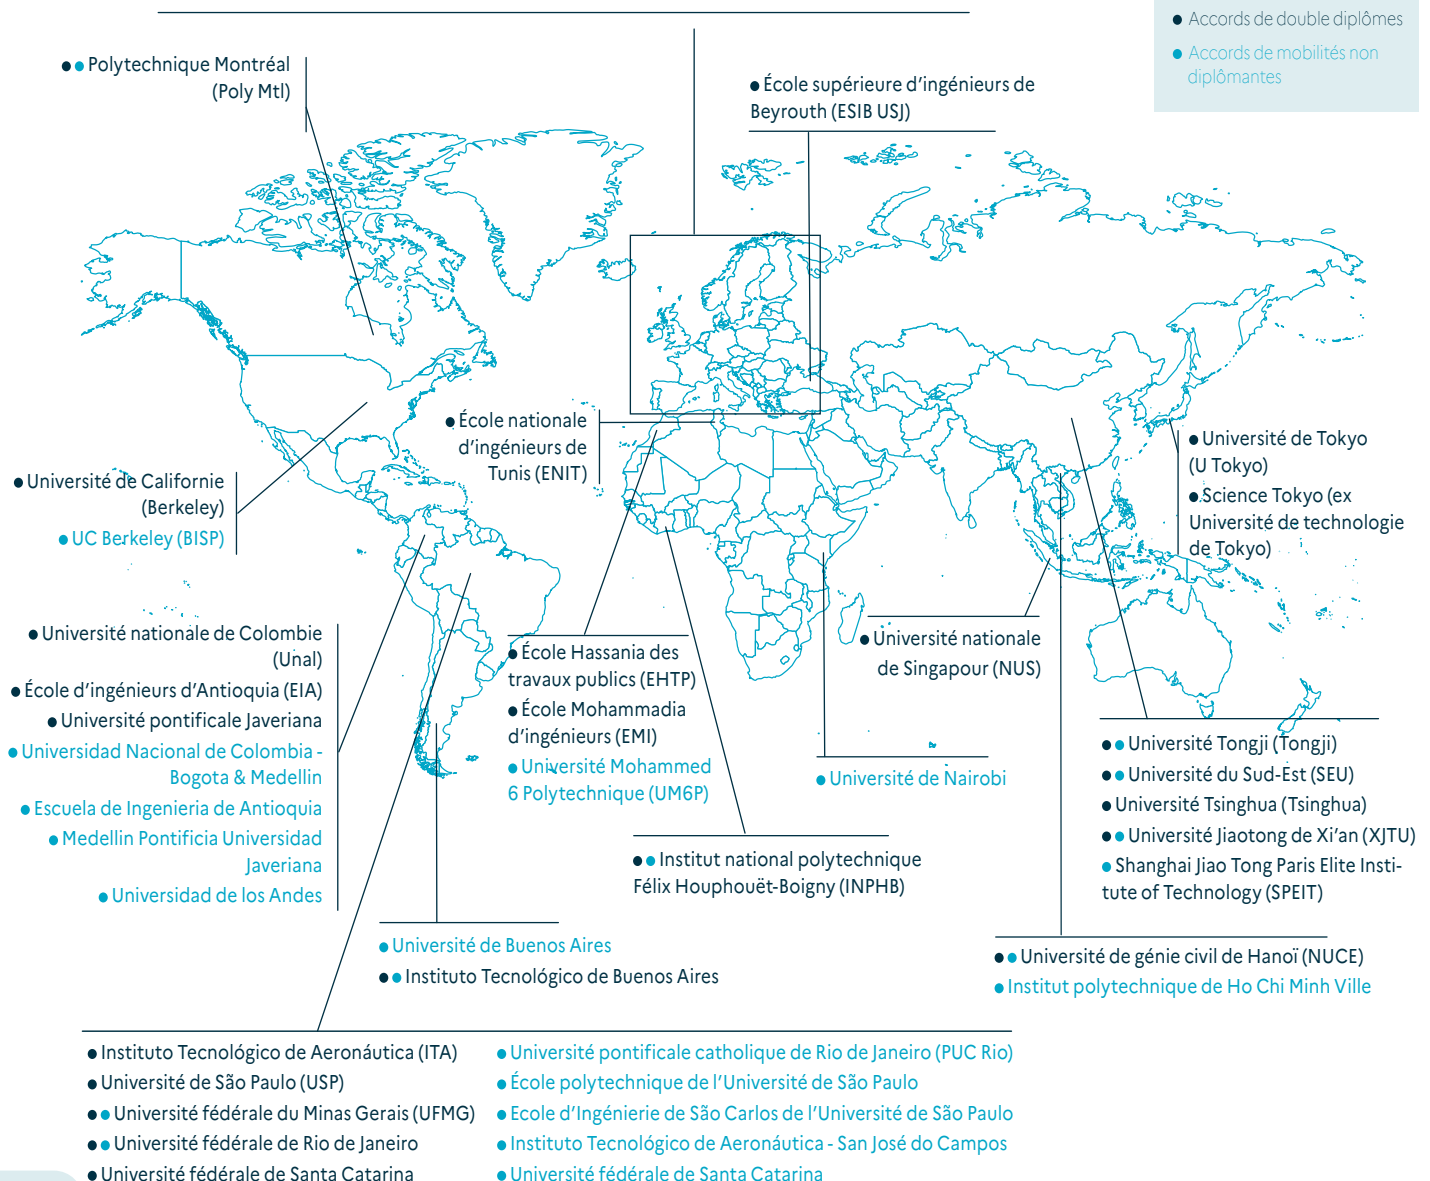 ● Accords de double diplômes
● Accords de mobilités non
diplômantes
●● Polytechnique Montréal
(Poly Mtl)
● École supérieure d'ingénieurs de
Beyrouth (ESIB USJ)
● École nationale
d'ingénieurs de
Tunis (ENIT)
● Université de Tokyo
(U Tokyo)
● Science Tokyo (ex
Université de technologie
de Tokyo)
● Université de Californie
(Berkeley)
● UC Berkeley (BISP)
● Université nationale de Colombie
(Unal)
● École d'ingénieurs d'Antioquia (EIA)
● Université pontificale Javeriana
● Universidad Nacional de Colombia -
Bogota & Medellin
● Escuela de Ingenieria de Antioquia
● Medellin Pontificia Universidad
Javeriana
● Universidad de los Andes
● École Hassania des
travaux publics (EHTP)
● École Mohammadia
d'ingénieurs (EMI)
● Université Mohammed
6 Polytechnique (UM6P)
● Université nationale
de Singapour (NUS)
● Université de Nairobi
●● Université Tongji (Tongji)
●● Université du Sud-Est (SEU)
● Université Tsinghua (Tsinghua)
●● Université Jiaotong de Xi'an (XJTU)
● Shanghai Jiao Tong Paris Elite Insti-
tute of Technology (SPEIT)
●● Institut national polytechnique
Félix Houphouët-Boigny (INPHB)
● Université de Buenos Aires
●● Instituto Tecnológico de Buenos Aires
●● Université de génie civil de Hanoï (NUCE)
● Institut polytechnique de Ho Chi Minh Ville
● Instituto Tecnológico de Aeronáutica (ITA)
● Université de São Paulo (USP)
●● Université fédérale du Minas Gerais (UFMG)
●● Université fédérale de Rio de Janeiro
● Université fédérale de Santa Catarina
● Université pontificale catholique de Rio de Janeiro (PUC Rio)
● École polytechnique de l'Université de São Paulo
● Ecole d'Ingénierie de São Carlos de l'Université de São Paulo
● Instituto Tecnológico de Aeronáutica - San José do Campos
● Université fédérale de Santa Catarina